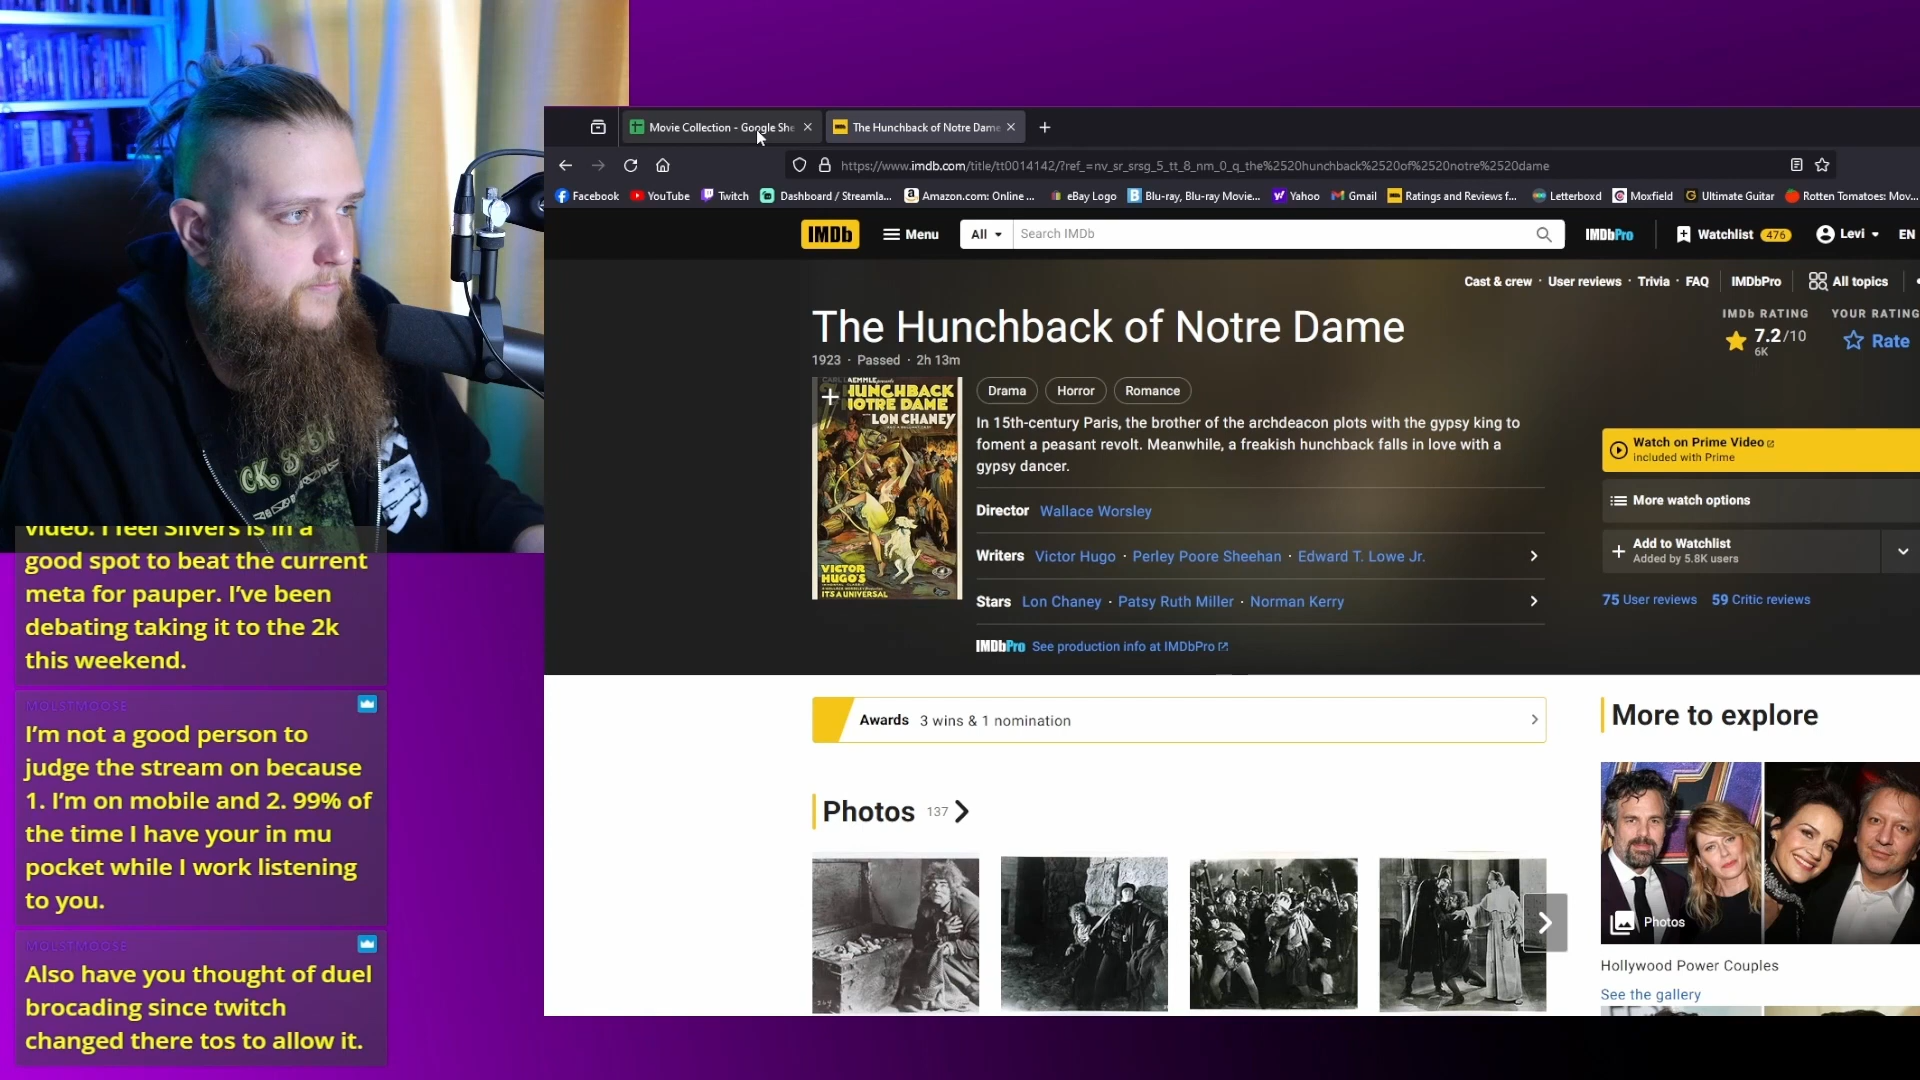 Movie Collection - Google She
The Hunchback of Notre Dame
https://www.imdb.com/title/tt0014142/?ref_=nv_sr_srsg_5_tt_8_nm_0_q_the%2520hunchback%2520of%2520notre%2520dame
Facebook YouTube Twitch Dashboard / Streamla... Amazon.com: Online ... eBay Logo Blu-ray, Blu-ray Movie... Yahoo Gmail Ratings and Reviews f... Letterboxd Moxfield Ultimate Guitar Rotten Tomatoes: Mov...
IMDb Menu All Search IMDb IMDbPro Watchlist 476 Levi EN
Cast & crew · User reviews · Trivia · FAQ IMDbPro All topics
The Hunchback of Notre Dame
1923 · Passed · 2h 13m
IMDb RATING
7.2/10
6K
YOUR RATING
Rate
HUNCHBACK
NOTRE DAME
LON CHANEY
VICTOR
HUGO'S
IT'S A UNIVERSAL
Drama Horror Romance
In 15th-century Paris, the brother of the archdeacon plots with the gypsy king to
foment a peasant revolt. Meanwhile, a freakish hunchback falls in love with a
gypsy dancer.
Director Wallace Worsley
Writers Victor Hugo · Perley Poore Sheehan · Edward T. Lowe Jr.
Stars Lon Chaney · Patsy Ruth Miller · Norman Kerry
IMDbPro See production info at IMDbPro
Watch on Prime Video
included with Prime
More watch options
Add to Watchlist
Added by 5.8K users
75 User reviews 59 Critic reviews
Awards 3 wins & 1 nomination
Photos 137
More to explore
Photos
Hollywood Power Couples
See the gallery
video. I feel Slivers is in a
good spot to beat the current
meta for pauper. I've been
debating taking it to the 2k
this weekend.
MOLSTMOOSE
I'm not a good person to
judge the stream on because
1. I'm on mobile and 2. 99% of
the time I have your in mu
pocket while I work listening
to you.
MOLSTMOOSE
Also have you thought of duel
brocading since twitch
changed there tos to allow it.